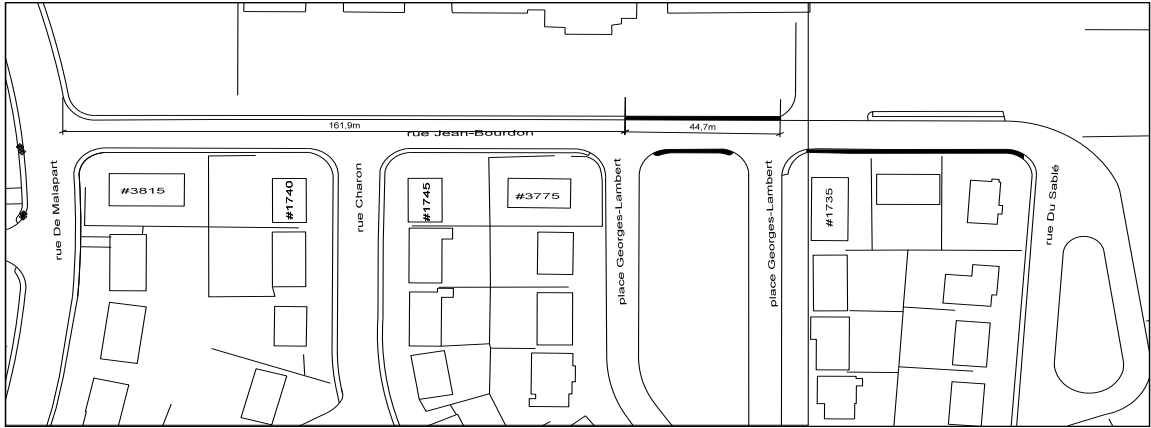 161,9m
44,7m
rue Jean-Bourdon
#3815
#1740
#1745
#3775
#1735
rue De Malapart
rue Charon
place Georges-Lambert
place Georges-Lambert
rue Du Sablé